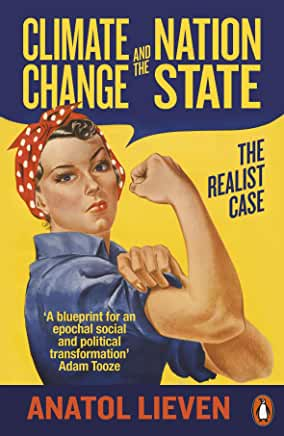 CLIMATE AND THE NATION
CHANGE STATE
THE
REALIST
CASE
'A blueprint for an
epochal social
and political
transformation'
Adam Tooze
ANATOL LIEVEN